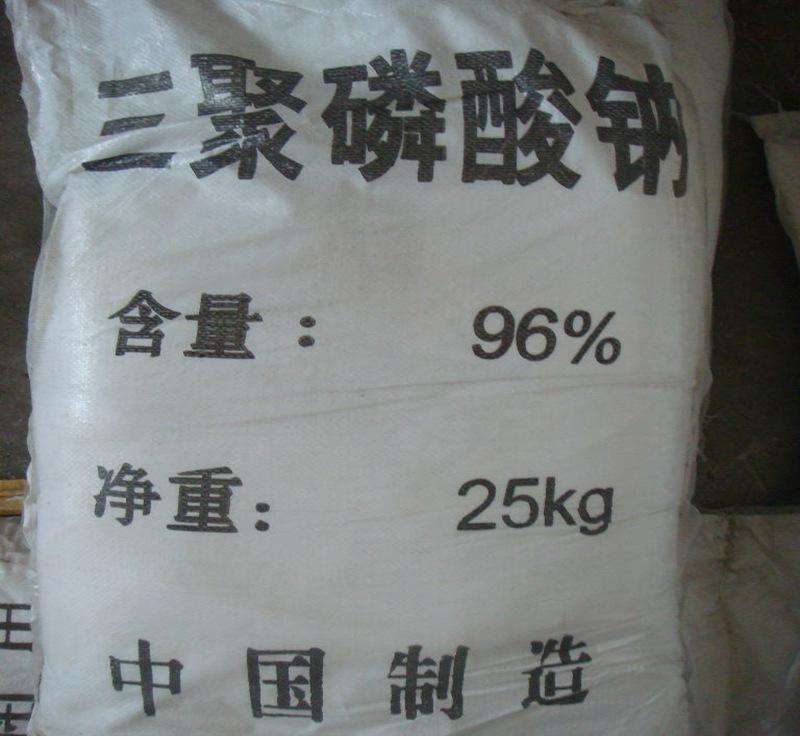 三聚磷酸钠
含量： 96%
净重： 25kg
中国制造